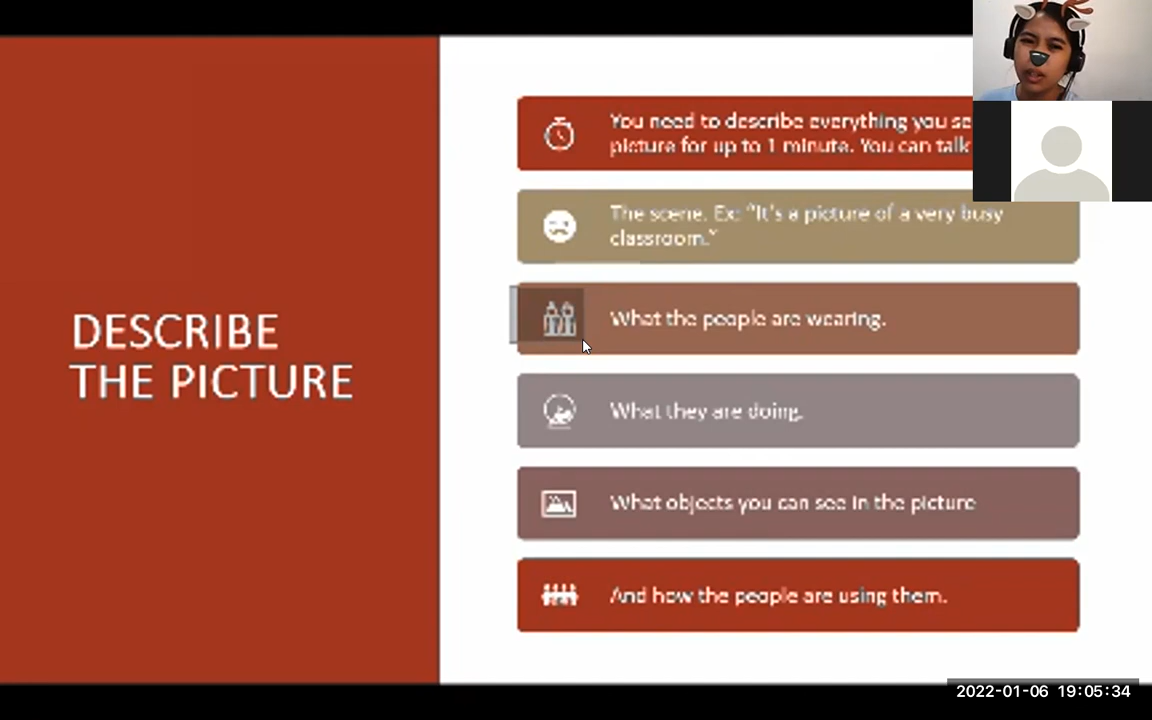 You need to describe everything you se
picture for up to 1 minute. You can talk
The scene. Ex: "It's a picture of a very busy
classroom."
What the people are wearing.
DESCRIBE
THE PICTURE
What they are doing.
What objects you can see in the picture
And how the people are using them.
2022-01-06 19:05:34